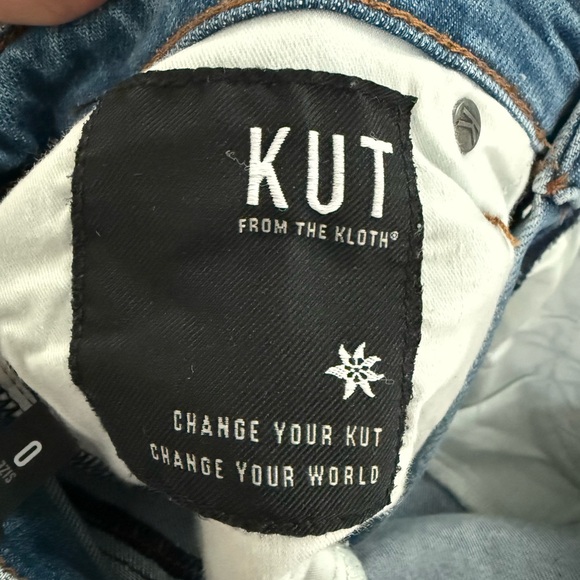 KUT
FROM THE KLOTH®
CHANGE YOUR KUT
CHANGE YOUR WORLD
0